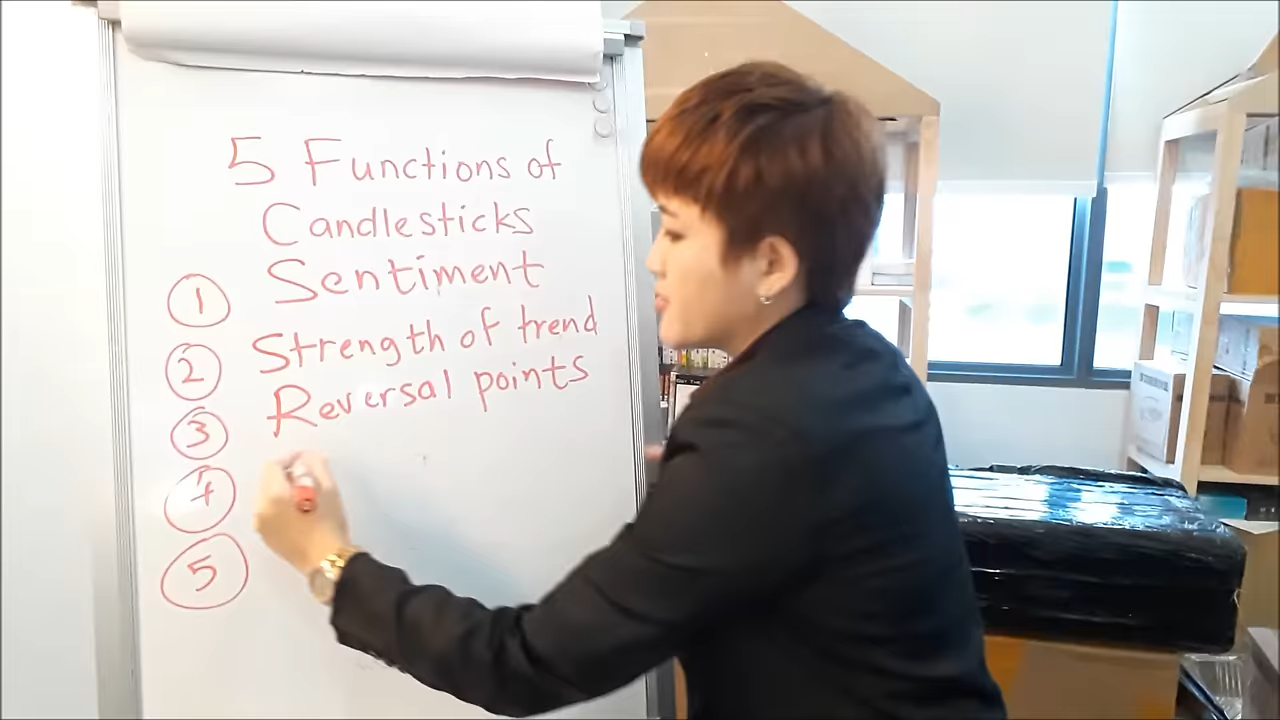 5 Functions of
Candlesticks
1 Sentiment
2 Strength of trend
3 Reversal points
4
5